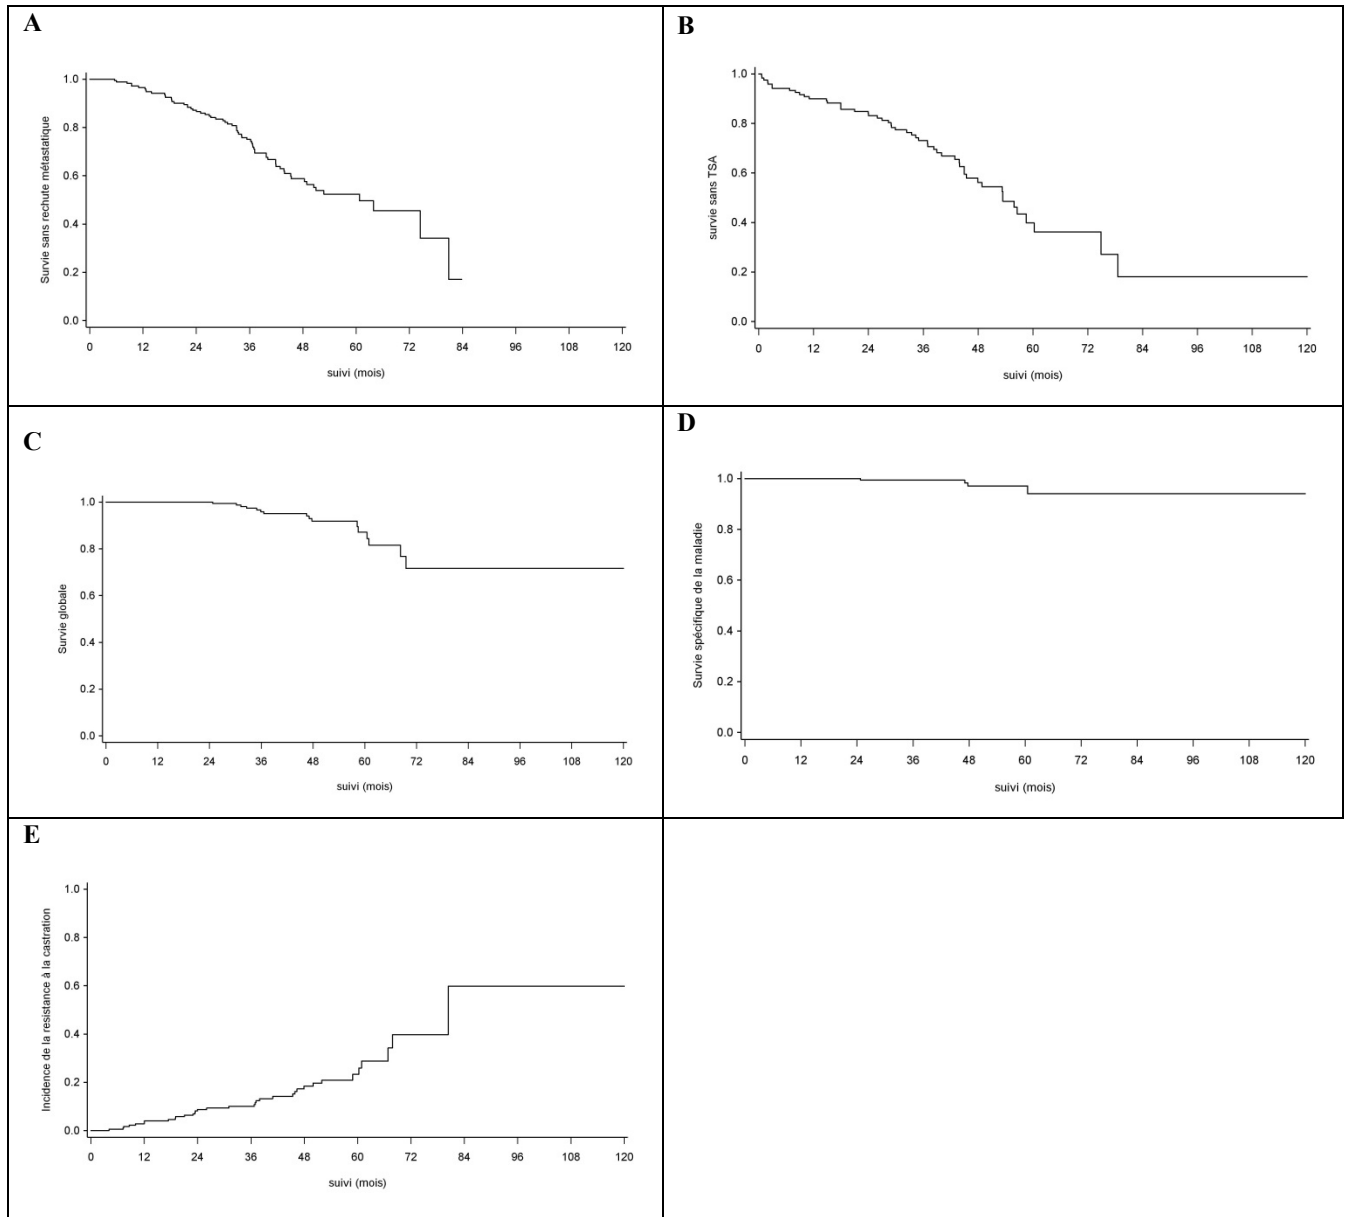 A
Survie sans rechute métastatique
1.0
0.8
0.6
0.4
0.2
0.0
0 12 24 36 48 60 72 84 96 108 120
suivi (mois)
B
survie sans TSA
1.0
0.8
0.6
0.4
0.2
0.0
0 12 24 36 48 60 72 84 96 108 120
suivi (mois)
C
Survie globale
1.0
0.8
0.6
0.4
0.2
0.0
0 12 24 36 48 60 72 84 96 108 120
suivi (mois)
D
Survie spécifique de la maladie
1.0
0.8
0.6
0.4
0.2
0.0
0 12 24 36 48 60 72 84 96 108 120
suivi (mois)
E
Incidence de la resistance à la castration
1.0
0.8
0.6
0.4
0.2
0.0
0 12 24 36 48 60 72 84 96 108 120
suivi (mois)